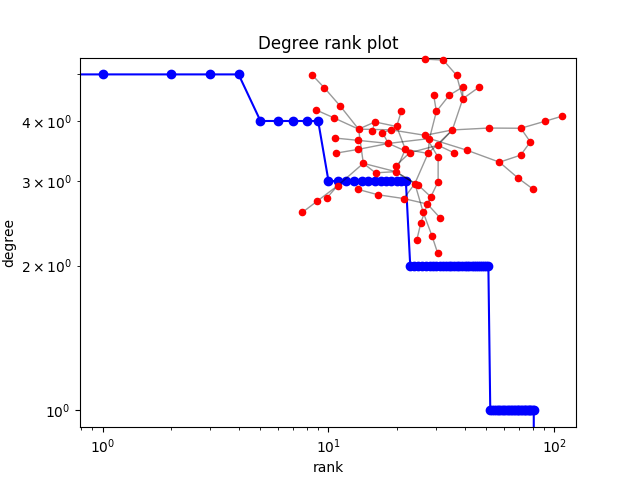 Degree rank plot
degree
4 × 10⁰
3 × 10⁰
2 × 10⁰
10⁰
10⁰ 10¹ 10²
rank